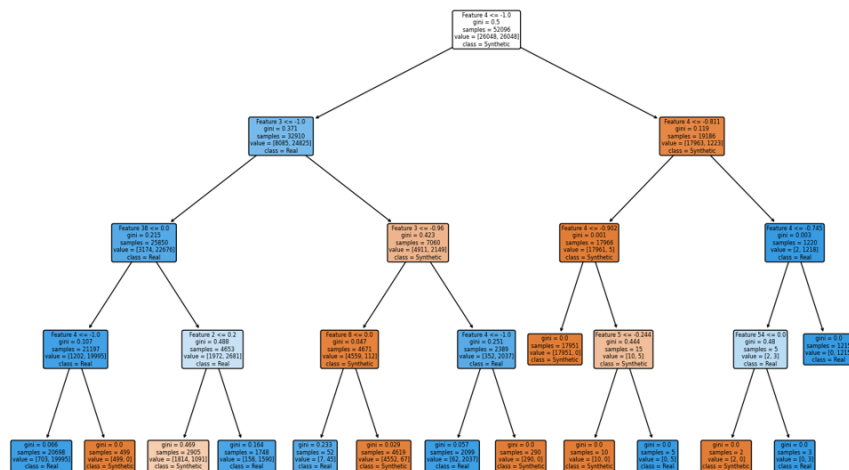 Feature 4 <= -1.0
gini = 0.5
samples = 52096
value = [26048, 26048]
class = Synthetic
Feature 3 <= -1.0
gini = 0.371
samples = 32910
value = [8085, 24825]
class = Real
Feature 4 <= -0.811
gini = 0.119
samples = 19186
value = [17963, 1223]
class = Synthetic
Feature 38 <= 0.0
gini = 0.215
samples = 25850
value = [3174, 22676]
class = Real
Feature 3 <= -0.96
gini = 0.423
samples = 7060
value = [4911, 2149]
class = Synthetic
Feature 4 <= -0.902
gini = 0.001
samples = 17966
value = [17961, 5]
class = Synthetic
Feature 4 <= -0.745
gini = 0.003
samples = 1220
value = [2, 1218]
class = Real
Feature 4 <= -1.0
gini = 0.107
samples = 21197
value = [1202, 19995]
class = Real
Feature 2 <= 0.2
gini = 0.488
samples = 4653
value = [1972, 2681]
class = Real
Feature 8 <= 0.0
gini = 0.047
samples = 4671
value = [4559, 112]
class = Synthetic
Feature 4 <= -1.0
gini = 0.251
samples = 2389
value = [352, 2037]
class = Real
gini = 0.0
samples = 17951
value = [17951, 0]
class = Synthetic
Feature 5 <= -0.244
gini = 0.444
samples = 15
value = [10, 5]
class = Synthetic
Feature 54 <= 0.0
gini = 0.48
samples = 5
value = [2, 3]
class = Real
gini = 0.0
samples = 1215
value = [0, 1215]
class = Real
gini = 0.066
samples = 20698
value = [703, 19995]
class = Real
gini = 0.0
samples = 499
value = [499, 0]
class = Synthetic
gini = 0.469
samples = 2905
value = [1814, 1091]
class = Synthetic
gini = 0.164
samples = 1748
value = [158, 1590]
class = Real
gini = 0.233
samples = 52
value = [7, 45]
class = Real
gini = 0.029
samples = 4619
value = [4552, 67]
class = Synthetic
gini = 0.057
samples = 2099
value = [62, 2037]
class = Real
gini = 0.0
samples = 290
value = [290, 0]
class = Synthetic
gini = 0.0
samples = 10
value = [10, 0]
class = Synthetic
gini = 0.0
samples = 5
value = [0, 5]
class = Real
gini = 0.0
samples = 2
value = [2, 0]
class = Synthetic
gini = 0.0
samples = 3
value = [0, 3]
class = Real